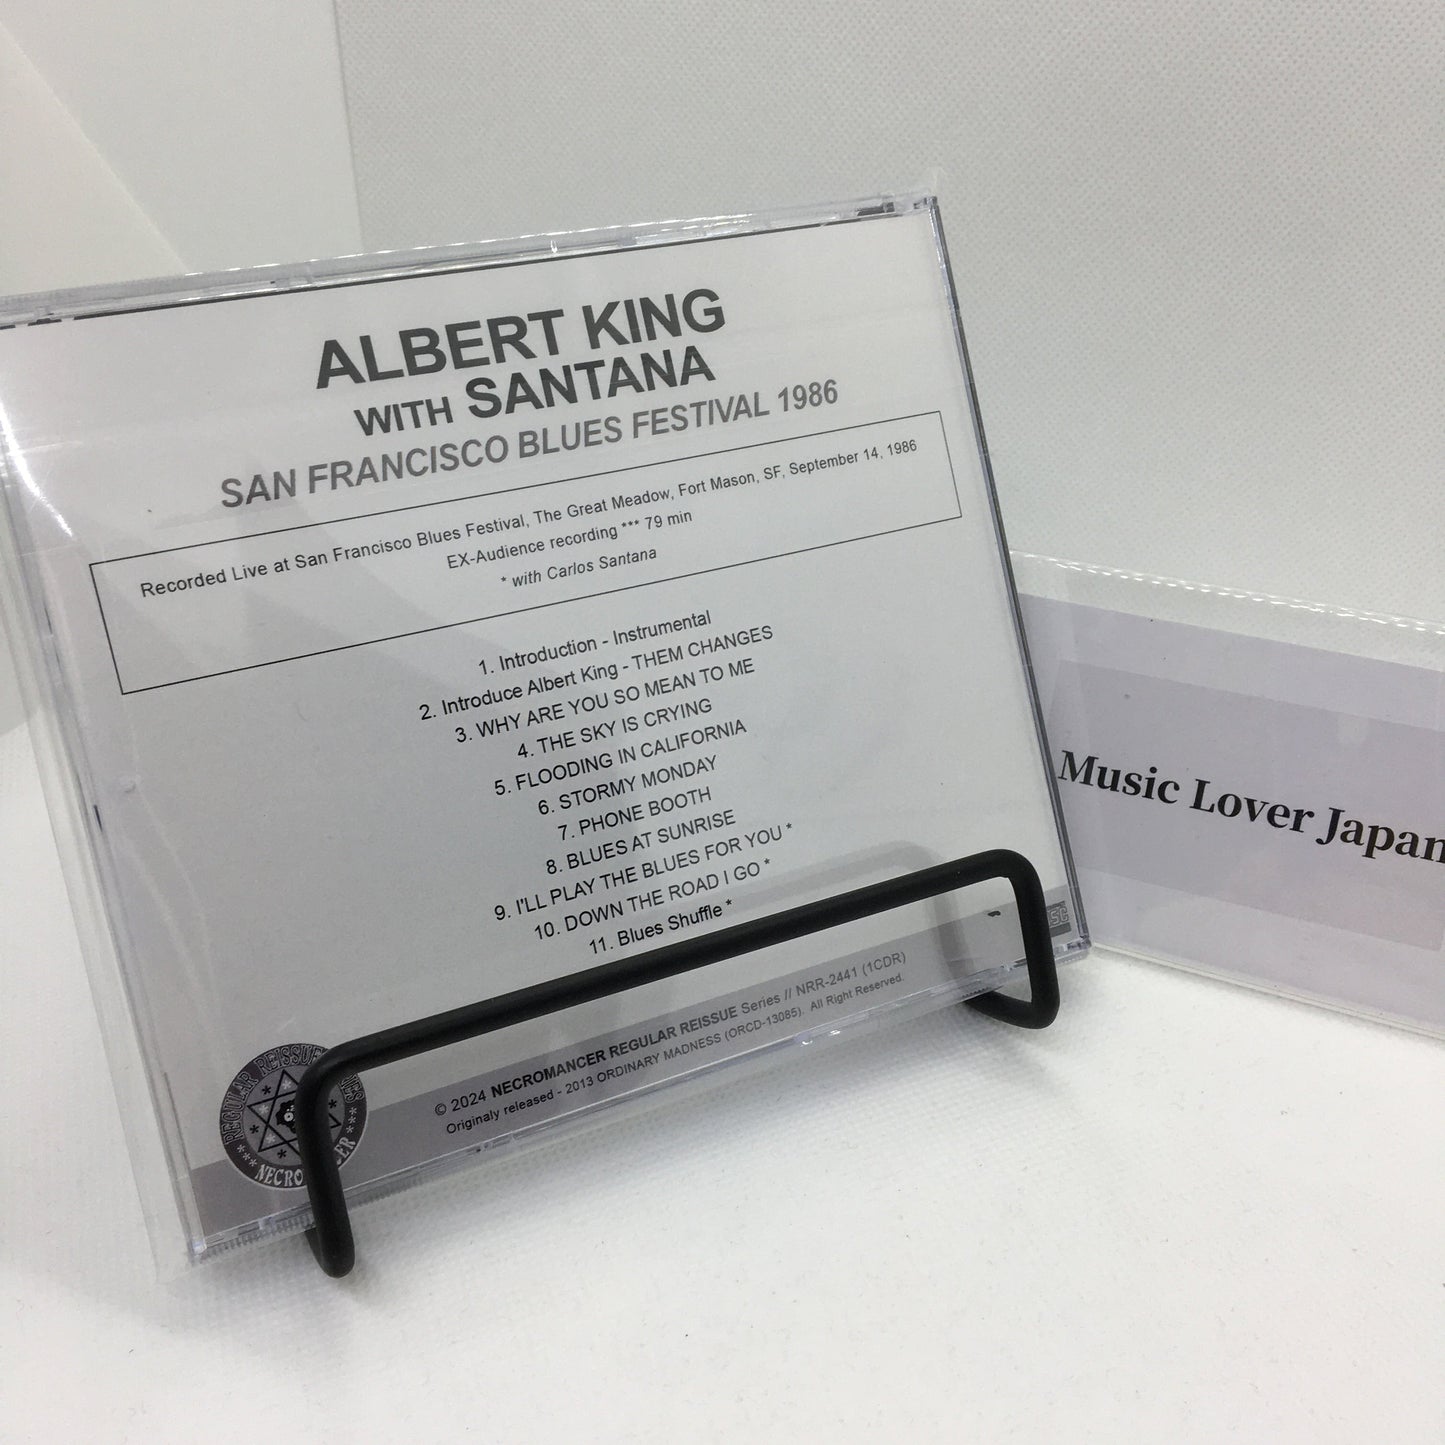 ALBERT KING
WITH SANTANA
SAN FRANCISCO BLUES FESTIVAL 1986
Recorded Live at San Francisco Blues Festival, The Great Meadow, Fort Mason, SF, September 14, 1986
EX-Audience recording *** 79 min
* with Carlos Santana
1. Introduction - Instrumental
2. Introduce Albert King - THEM CHANGES
3. WHY ARE YOU SO MEAN TO ME
4. THE SKY IS CRYING
5. FLOODING IN CALIFORNIA
6. STORMY MONDAY
7. PHONE BOOTH
8. BLUES AT SUNRISE
9. I'LL PLAY THE BLUES FOR YOU *
10. DOWN THE ROAD I GO *
11. Blues Shuffle *
© 2024 NECROMANCER REGULAR REISSUE Series // NRR-2441 (1CDR)
Originaly released - 2013 ORDINARY MADNESS (ORCD-13085). All Right Reserved.
REGULAR REISSUE
Music Lover Japan